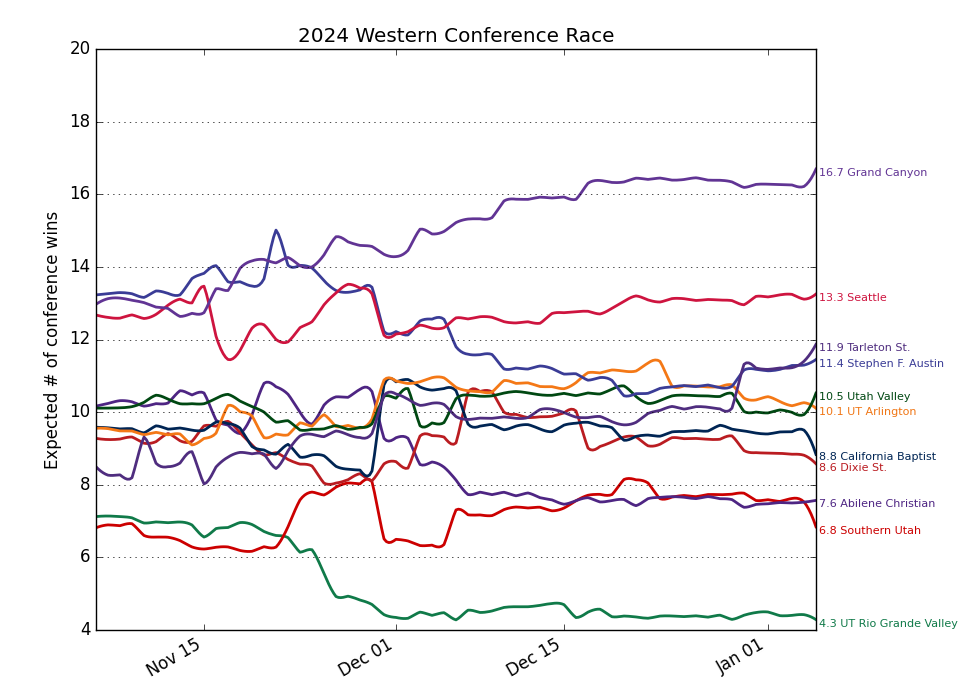 2024 Western Conference Race
Expected # of conference wins
20
18
16
14
12
10
8
6
4
Nov 15
Dec 01
Dec 15
Jan 01
16.7 Grand Canyon
13.3 Seattle
11.9 Tarleton St.
11.4 Stephen F. Austin
10.5 Utah Valley
10.1 UT Arlington
8.8 California Baptist
8.6 Dixie St.
7.6 Abilene Christian
6.8 Southern Utah
4.3 UT Rio Grande Valley